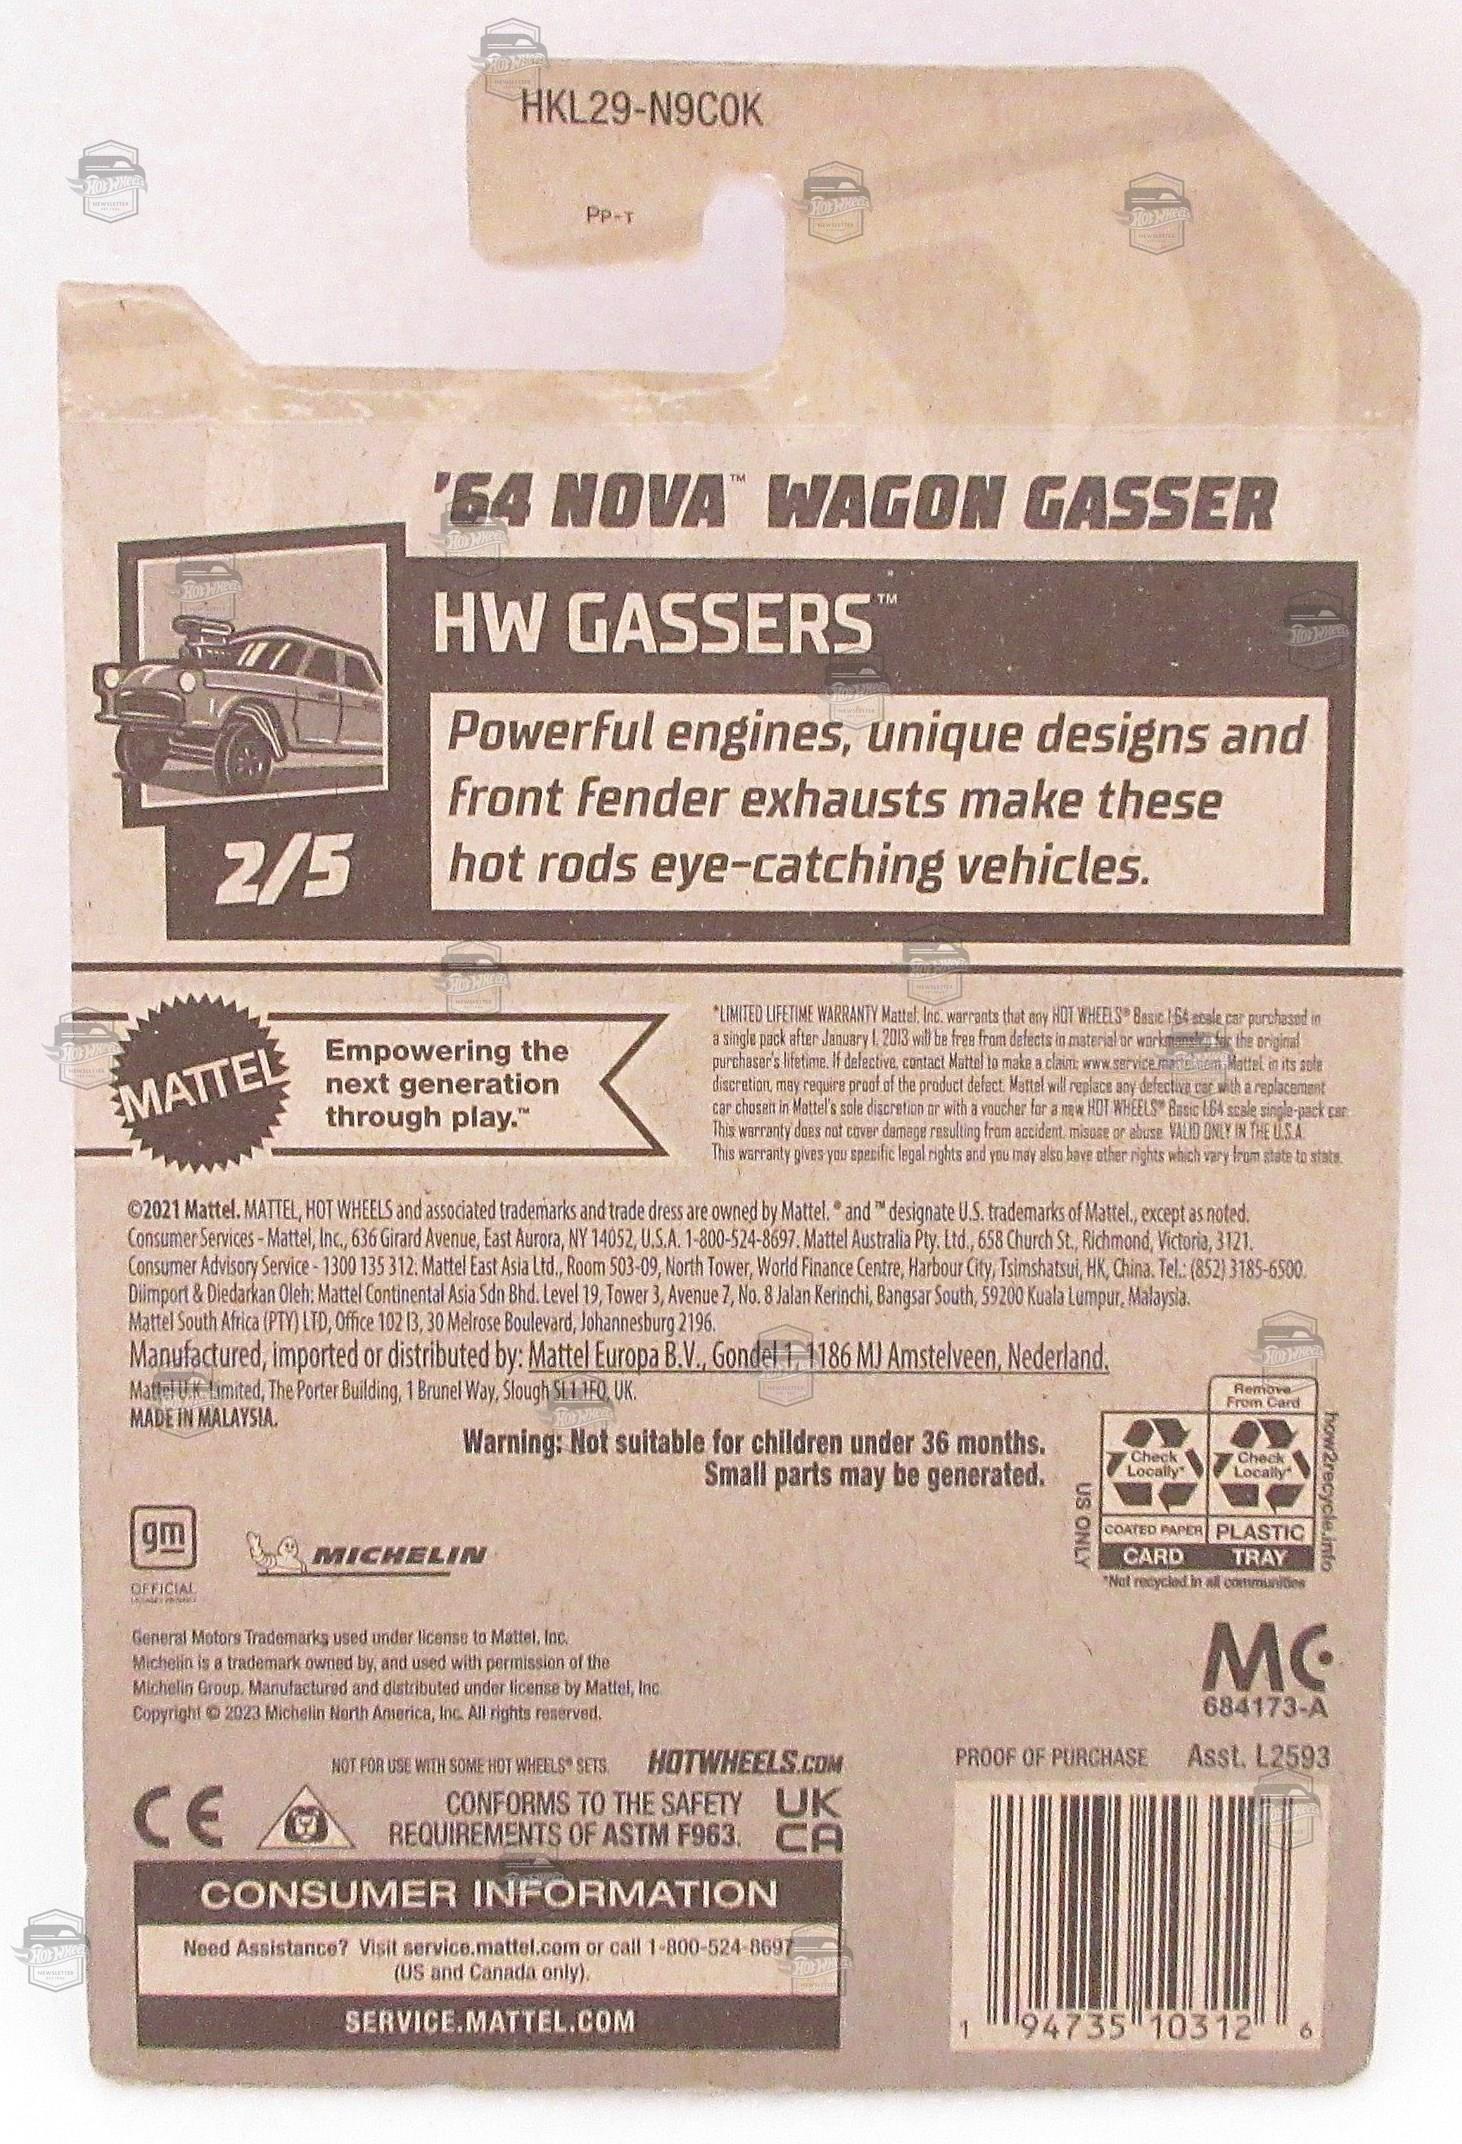 HKL29-N9C0K
PP-T
'64 NOVA™ WAGON GASSER
HW GASSERS™
Powerful engines, unique designs and
front fender exhausts make these
hot rods eye-catching vehicles.
2/5
MATTEL
Empowering the
next generation
through play.™
*LIMITED LIFETIME WARRANTY Mattel, Inc. warrants that any HOT WHEELS® Basic 1:64 scale car purchased in
a single pack after January 1, 2013 will be free from defects in material or workmanship for the original
purchaser's lifetime. If defective, contact Mattel to make a claim: www.service.mattel.com. Mattel, in its sole
discretion, may require proof of the product defect. Mattel will replace any defective car with a replacement
car chosen in Mattel's sole discretion or with a voucher for a new HOT WHEELS® Basic 1:64 scale single-pack car.
This warranty does not cover damage resulting from accident, misuse or abuse. VALID ONLY IN THE U.S.A.
This warranty gives you specific legal rights and you may also have other rights which vary from state to state.
©2021 Mattel. MATTEL, HOT WHEELS and associated trademarks and trade dress are owned by Mattel. ® and ™ designate U.S. trademarks of Mattel., except as noted.
Consumer Services - Mattel, Inc., 636 Girard Avenue, East Aurora, NY 14052, U.S.A. 1-800-524-8697. Mattel Australia Pty. Ltd., 658 Church St., Richmond, Victoria, 3121.
Consumer Advisory Service - 1300 135 312. Mattel East Asia Ltd., Room 503-09, North Tower, World Finance Centre, Harbour City, Tsimshatsui, HK, China. Tel.: (852) 3185-6500.
Diimport & Diedarkan Oleh: Mattel Continental Asia Sdn Bhd. Level 19, Tower 3, Avenue 7, No. 8 Jalan Kerinchi, Bangsar South, 59200 Kuala Lumpur, Malaysia.
Mattel South Africa (PTY) LTD, Office 102 I3, 30 Melrose Boulevard, Johannesburg 2196.
Manufactured, imported or distributed by: Mattel Europa B.V., Gondel 1, 1186 MJ Amstelveen, Nederland.
Mattel U.K. Limited, The Porter Building, 1 Brunel Way, Slough SL1 1FQ, UK.
MADE IN MALAYSIA.
Warning: Not suitable for children under 36 months.
Small parts may be generated.
Remove
From Card
Check
Locally*
Check
Locally*
COATED PAPER
PLASTIC
CARD
TRAY
US ONLY
how2recycle.info
*Not recycled in all communities
gm
OFFICIAL
MICHELIN
General Motors Trademarks used under license to Mattel, Inc.
Michelin is a trademark owned by, and used with permission of the
Michelin Group. Manufactured and distributed under license by Mattel, Inc
Copyright © 2023 Michelin North America, Inc. All rights reserved.
MC
684173-A
NOT FOR USE WITH SOME HOT WHEELS® SETS.
HOTWHEELS.COM
PROOF OF PURCHASE
Asst. L2593
CE
CONFORMS TO THE SAFETY
REQUIREMENTS OF ASTM F963.
UK
CA
CONSUMER INFORMATION
Need Assistance? Visit service.mattel.com or call 1-800-524-8697
(US and Canada only).
SERVICE.MATTEL.COM
1 94735 10312 6